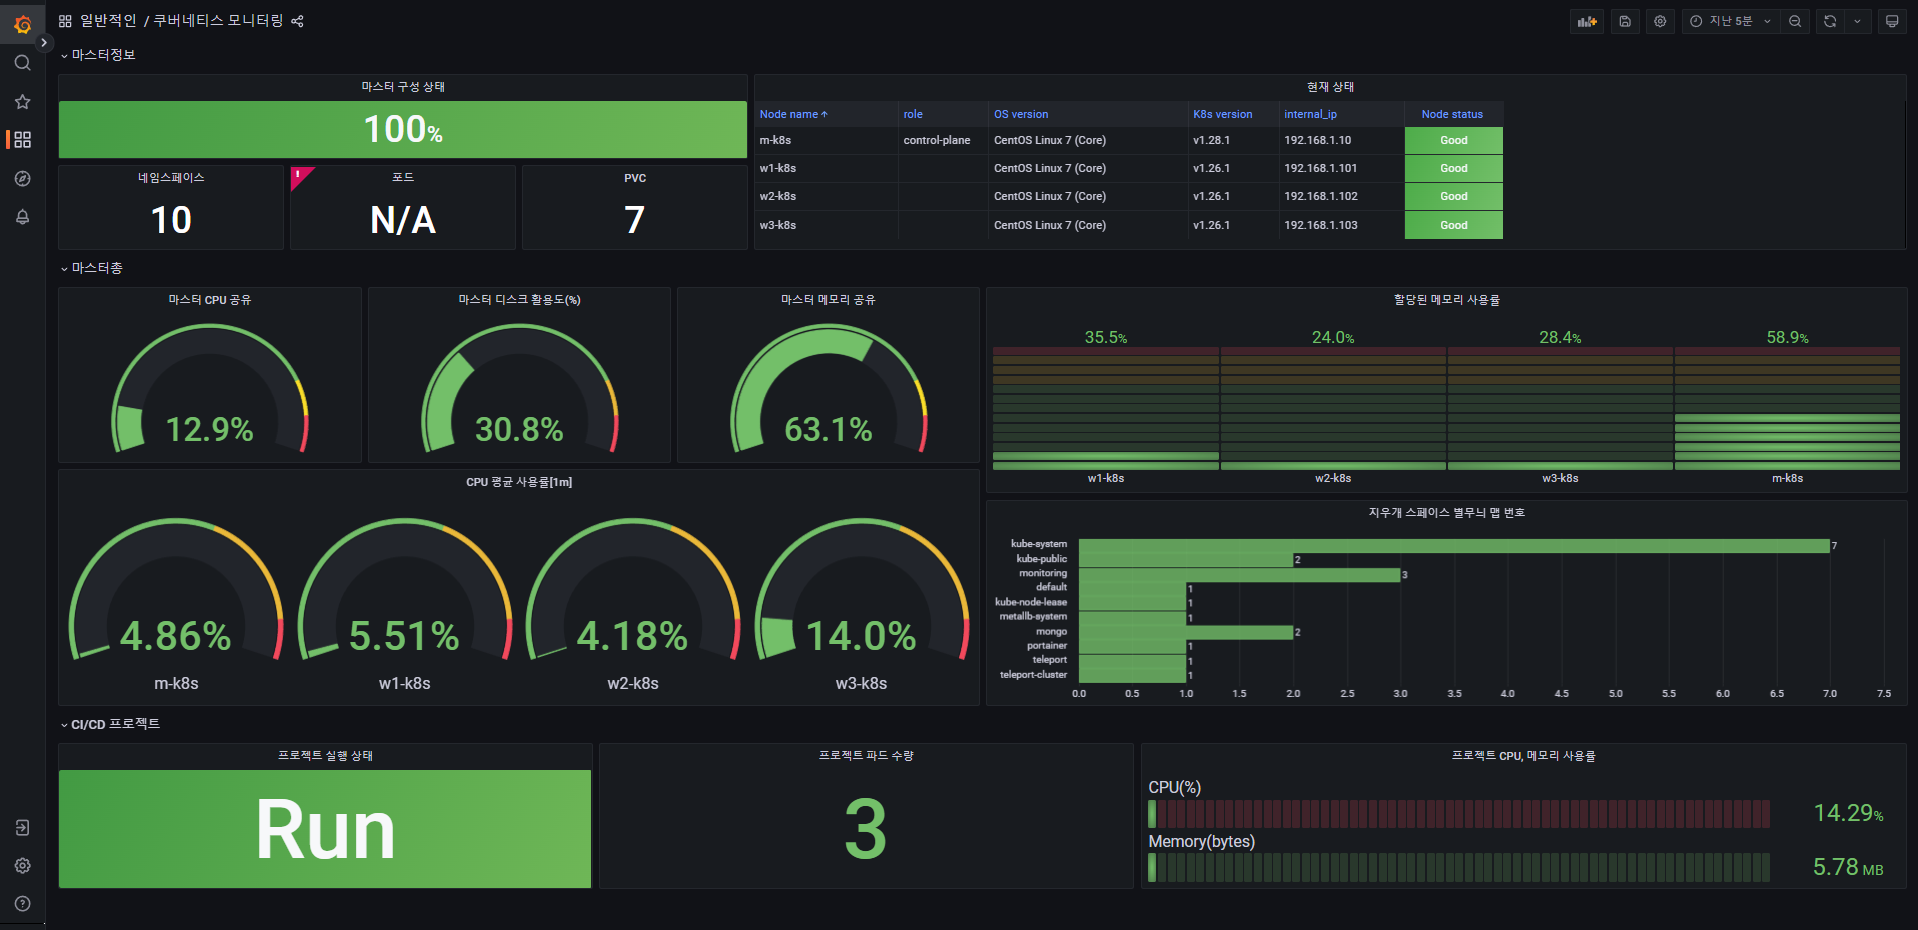 일반적인 / 쿠버네티스 모니터링
지난 5분
마스터정보
마스터 구성 상태
100%
네임스페이스
10
포드
N/A
PVC
7
현재 상태
Node name role OS version K8s version internal_ip Node status
m-k8s control-plane CentOS Linux 7 (Core) v1.28.1 192.168.1.10 Good
w1-k8s CentOS Linux 7 (Core) v1.26.1 192.168.1.101 Good
w2-k8s CentOS Linux 7 (Core) v1.26.1 192.168.1.102 Good
w3-k8s CentOS Linux 7 (Core) v1.26.1 192.168.1.103 Good
마스터총
마스터 CPU 공유
12.9%
마스터 디스크 활용도(%)
30.8%
마스터 메모리 공유
63.1%
할당된 메모리 사용률
35.5% 24.0% 28.4% 58.9%
w1-k8s w2-k8s w3-k8s m-k8s
CPU 평균 사용률[1m]
4.86% 5.51% 4.18% 14.0%
m-k8s w1-k8s w2-k8s w3-k8s
지우개 스페이스 별무늬 맵 번호
kube-system 7
kube-public 2
monitoring 3
default 1
kube-node-lease 1
metallb-system 1
mongo 2
portainer 1
teleport 1
teleport-cluster 1
0.0 0.5 1.0 1.5 2.0 2.5 3.0 3.5 4.0 4.5 5.0 5.5 6.0 6.5 7.0 7.5
CI/CD 프로젝트
프로젝트 실행 상태
Run
프로젝트 파드 수량
3
프로젝트 CPU, 메모리 사용률
CPU(%)
14.29%
Memory(bytes)
5.78 MB